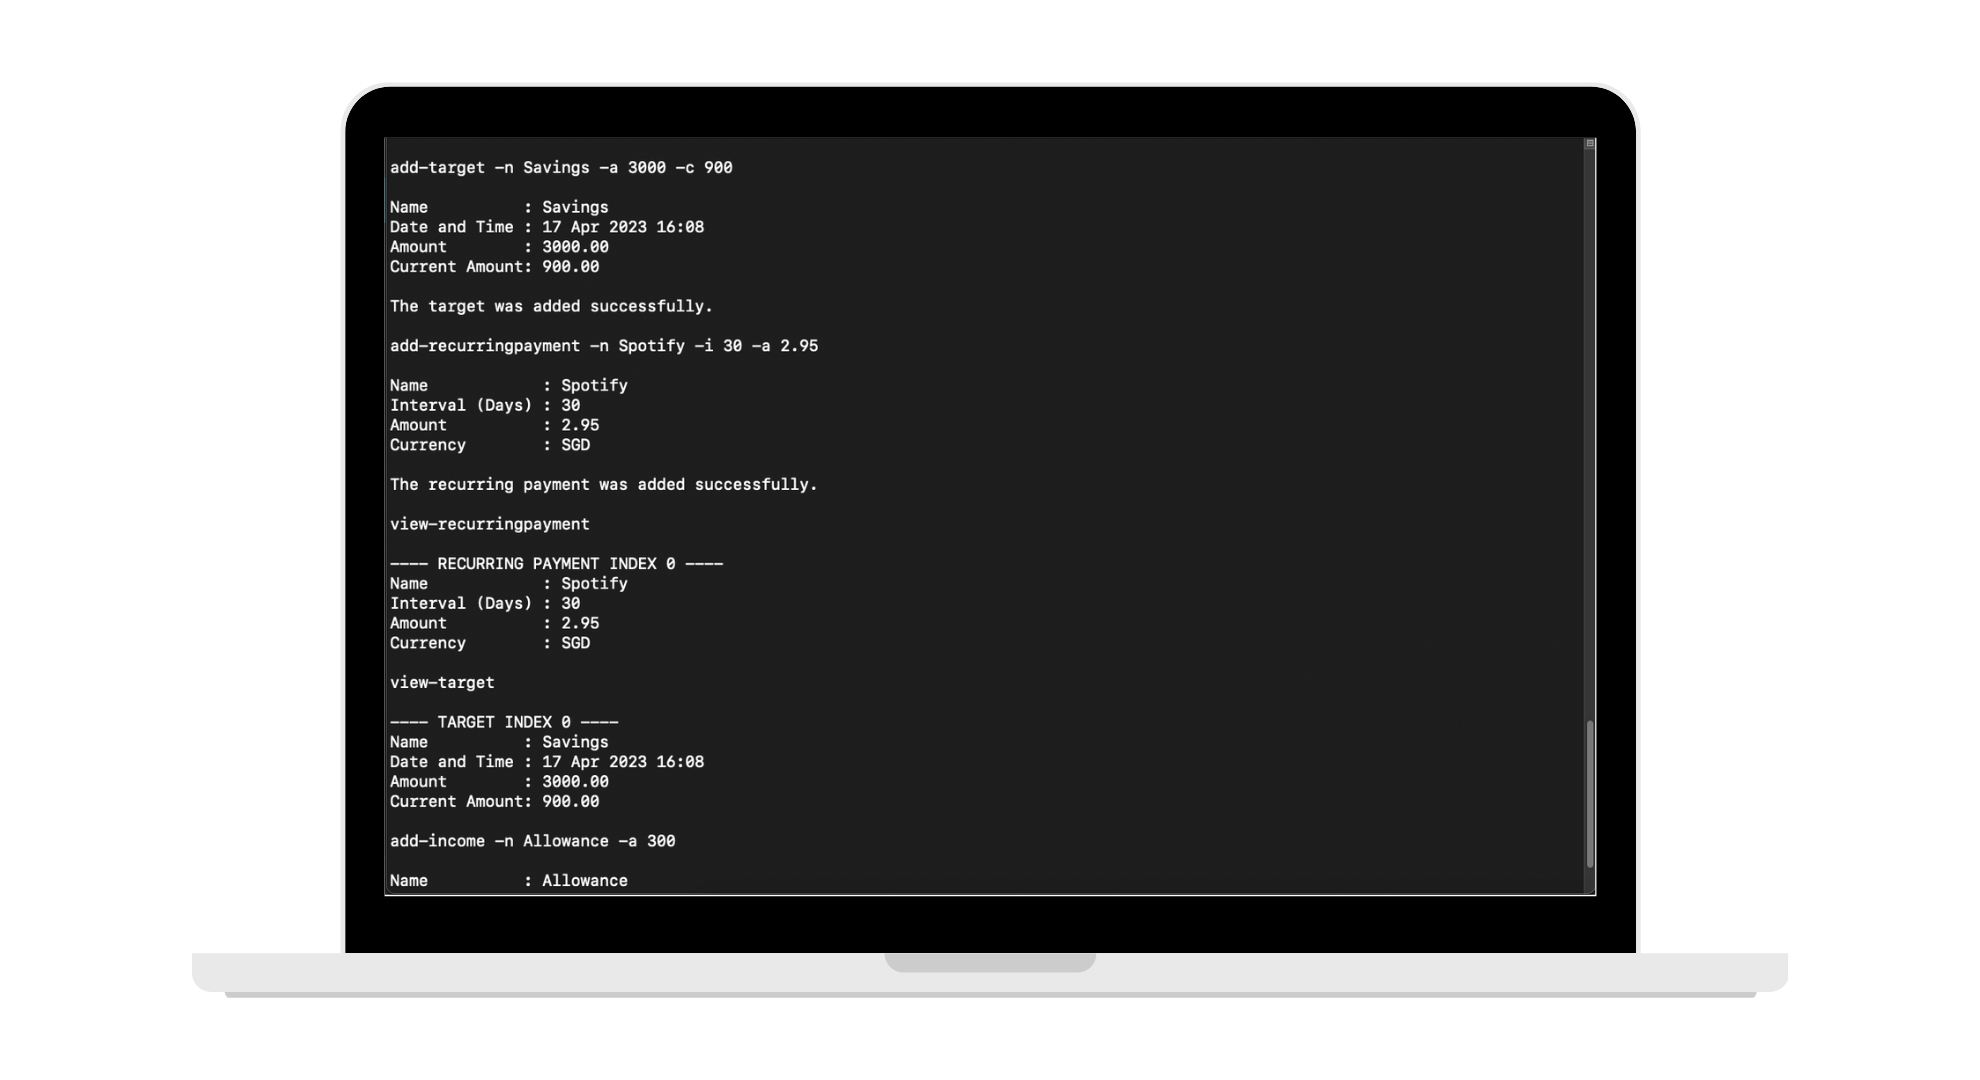 add-target -n Savings -a 3000 -c 900
Name          : Savings
Date and Time : 17 Apr 2023 16:08
Amount        : 3000.00
Current Amount: 900.00
The target was added successfully.
add-recurringpayment -n Spotify -i 30 -a 2.95
Name            : Spotify
Interval (Days) : 30
Amount          : 2.95
Currency        : SGD
The recurring payment was added successfully.
view-recurringpayment
---- RECURRING PAYMENT INDEX 0 ----
Name            : Spotify
Interval (Days) : 30
Amount          : 2.95
Currency        : SGD
view-target
---- TARGET INDEX 0 ----
Name          : Savings
Date and Time : 17 Apr 2023 16:08
Amount        : 3000.00
Current Amount: 900.00
add-income -n Allowance -a 300
Name          : Allowance